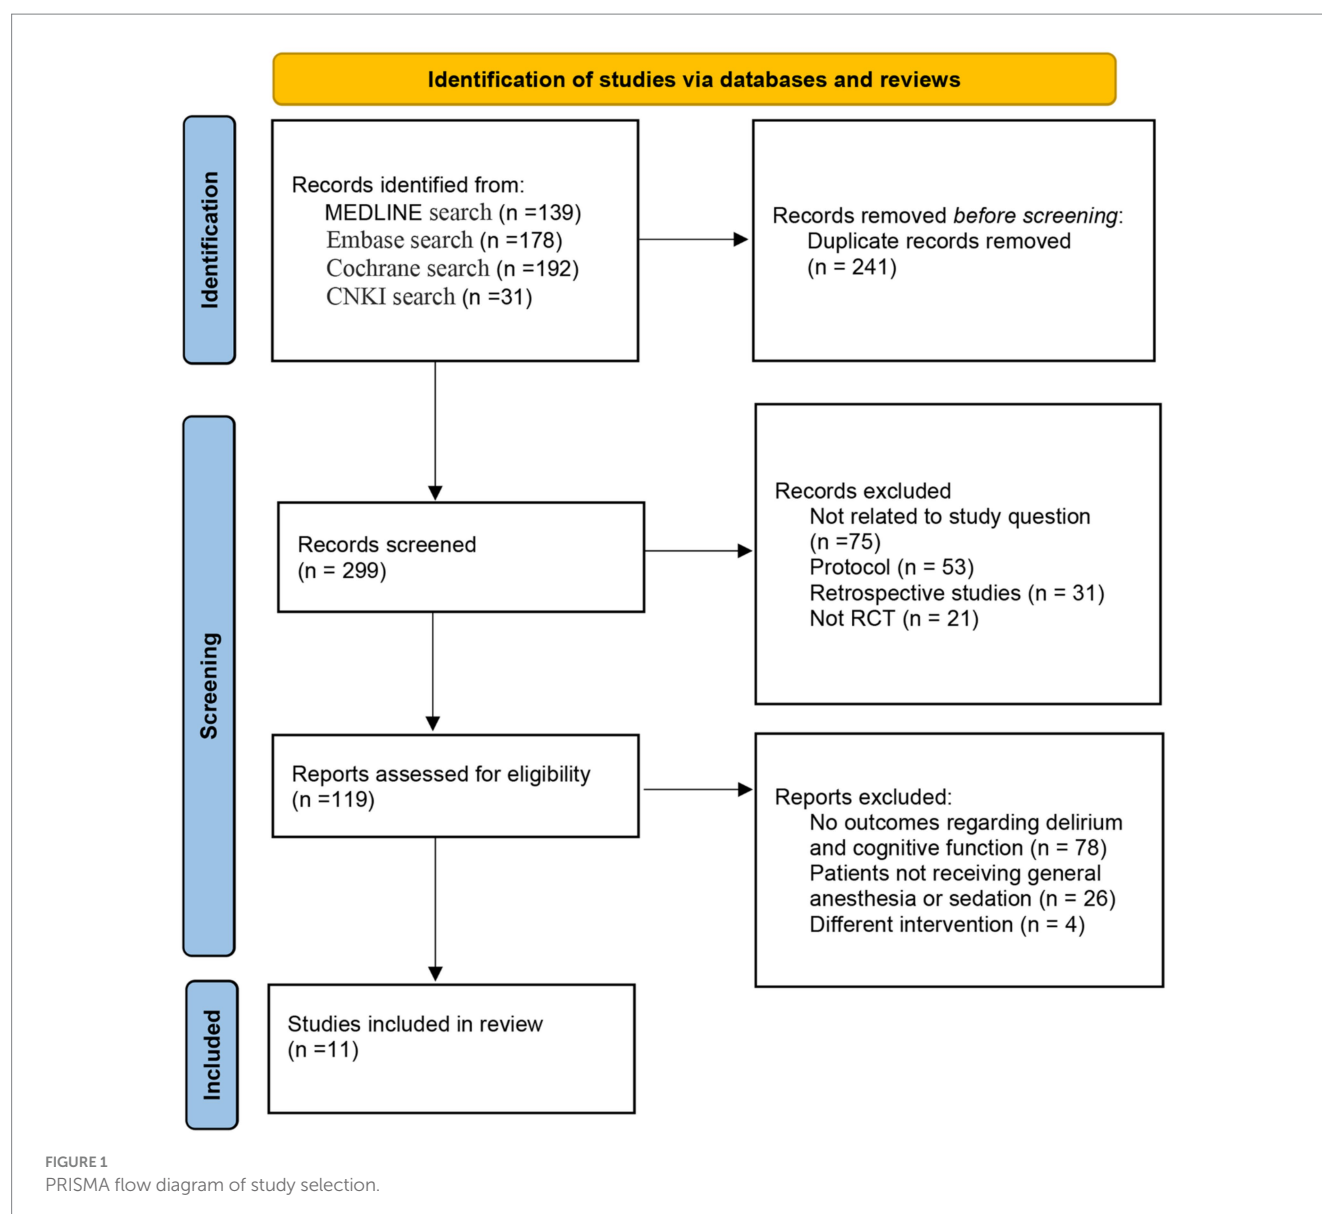 Identification of studies via databases and reviews
Identification
Records identified from:
MEDLINE search (n =139)
Embase search (n =178)
Cochrane search (n =192)
CNKI search (n =31)
Records removed before screening:
Duplicate records removed
(n = 241)
Screening
Records screened
(n = 299)
Records excluded
Not related to study question
(n =75)
Protocol (n = 53)
Retrospective studies (n = 31)
Not RCT (n = 21)
Reports assessed for eligibility
(n =119)
Reports excluded:
No outcomes regarding delirium
and cognitive function (n = 78)
Patients not receiving general
anesthesia or sedation (n = 26)
Different intervention (n = 4)
Included
Studies included in review
(n =11)
FIGURE 1
PRISMA flow diagram of study selection.